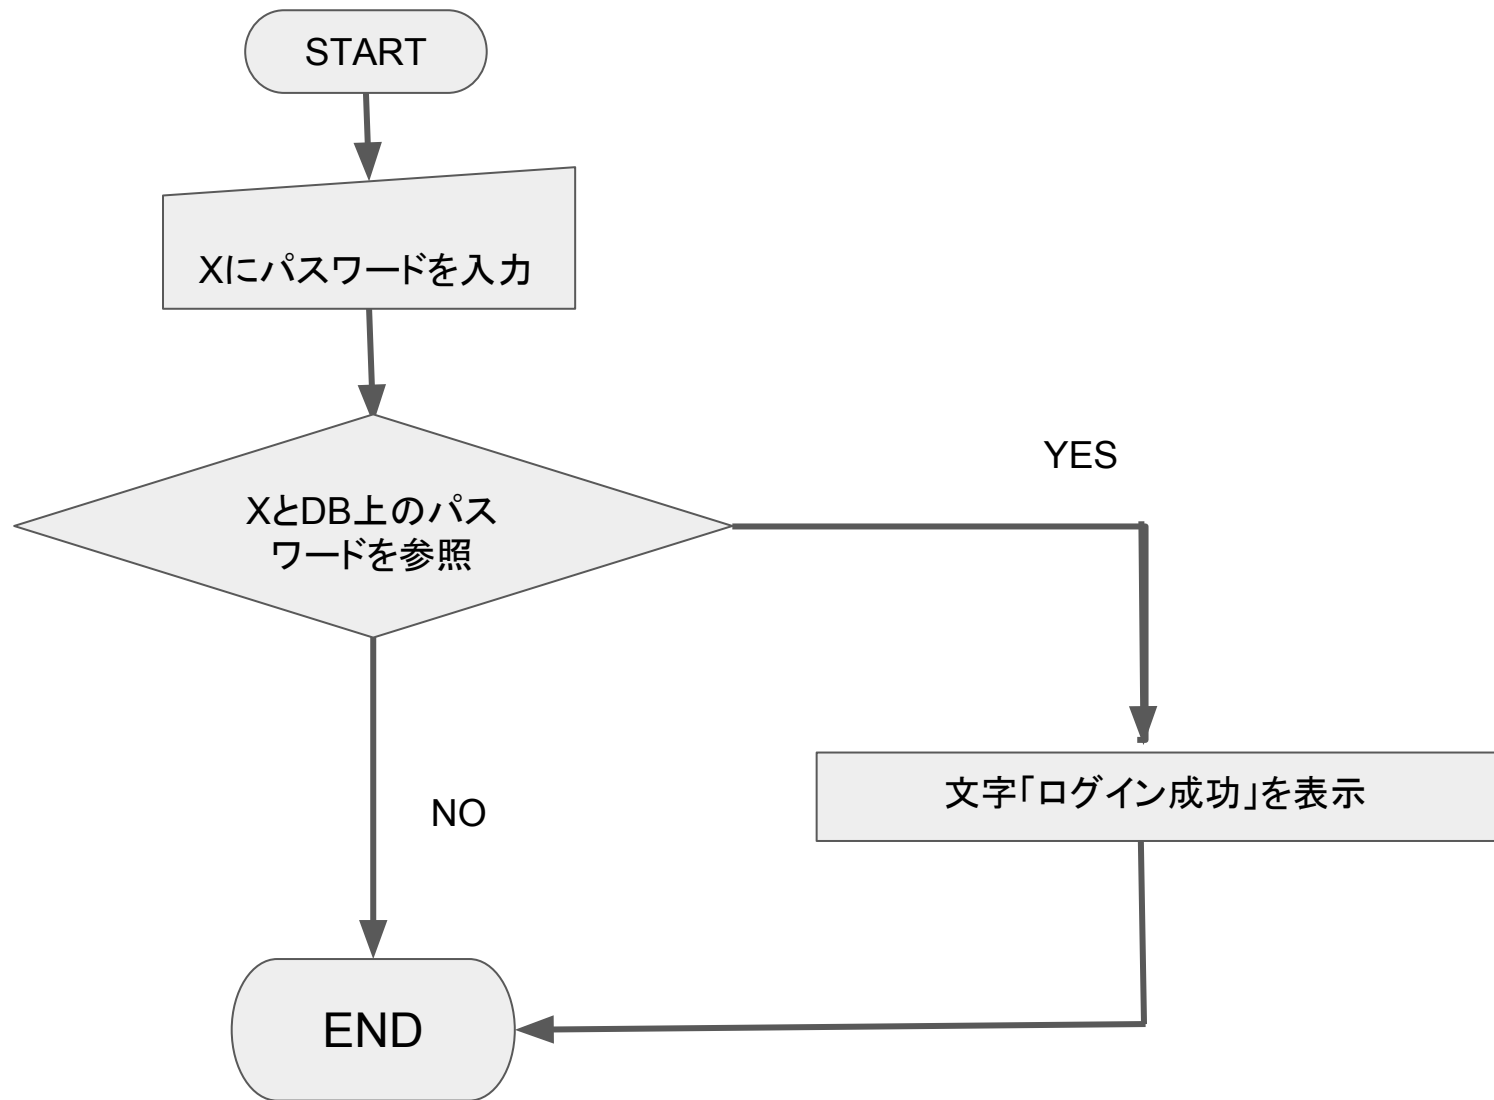 START
Xにパスワードを入力
XとDB上のパス
ワードを参照
YES
文字「ログイン成功」を表示
NO
END